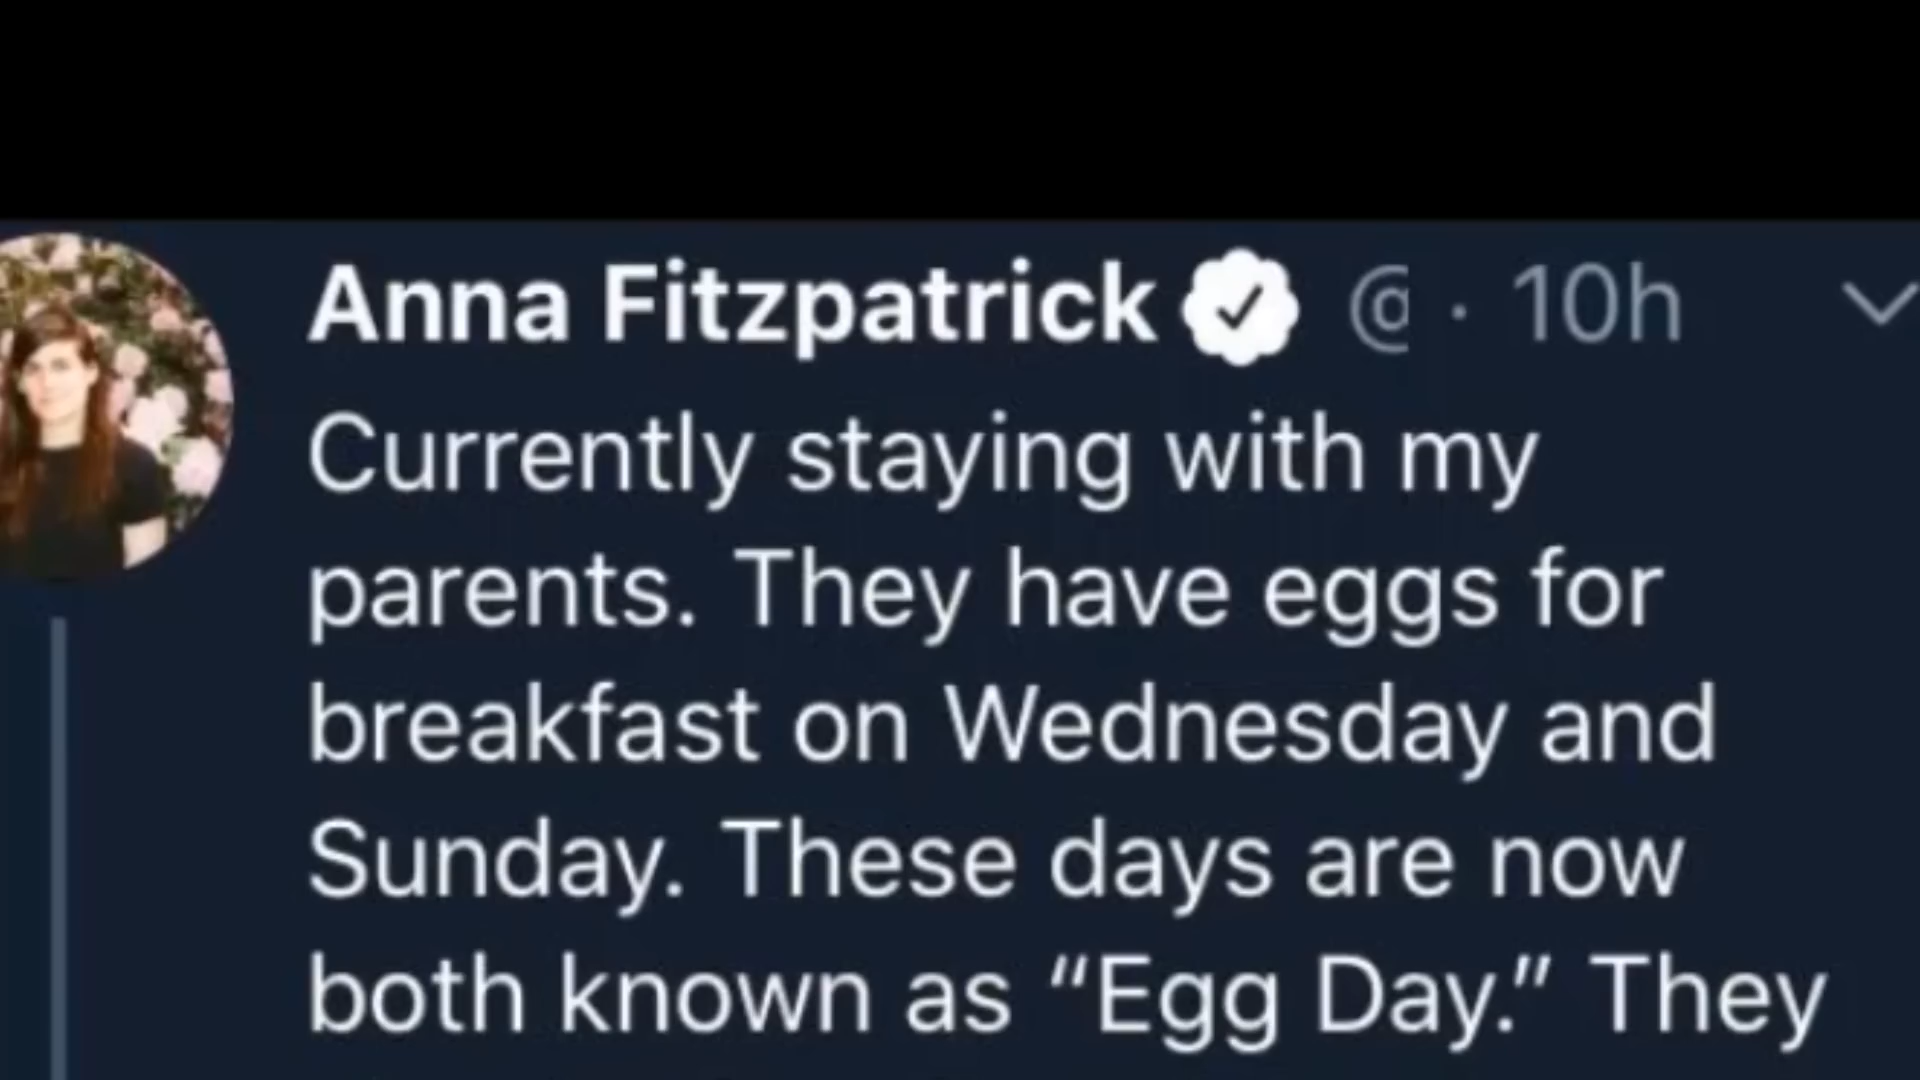 Anna Fitzpatrick @ · 10h
Currently staying with my
parents. They have eggs for
breakfast on Wednesday and
Sunday. These days are now
both known as “Egg Day.” They